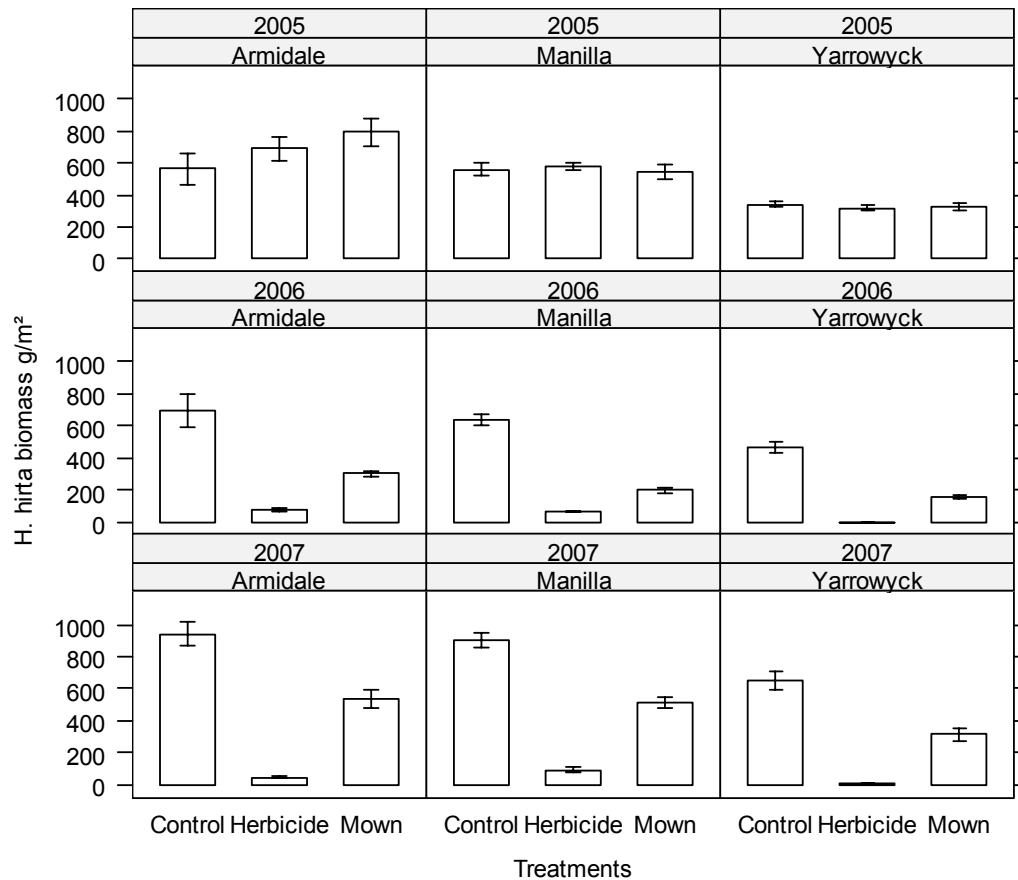 2005 2005 2005
Armidale Manilla Yarrowyck
1000
800
600
400
200
0
2006 2006 2006
Armidale Manilla Yarrowyck
1000
800
600
400
200
0
2007 2007 2007
Armidale Manilla Yarrowyck
1000
800
600
400
200
0
H. hirta biomass g/m²
Control Herbicide Mown Control Herbicide Mown Control Herbicide Mown
Treatments